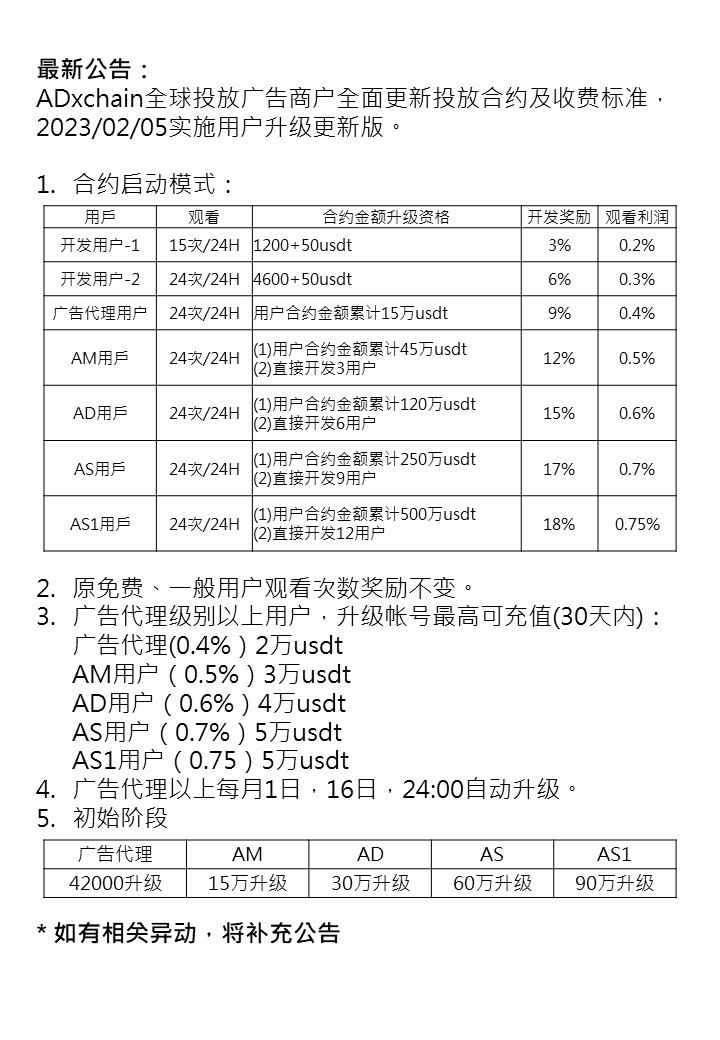 最新公告：
ADxchain全球投放广告商户全面更新投放合约及收费标准，
2023/02/05实施用户升级更新版。
1. 合约启动模式：
用戶 观看 合约金额升级资格 开发奖励 观看利润
开发用户-1 15次/24H 1200+50usdt 3% 0.2%
开发用户-2 24次/24H 4600+50usdt 6% 0.3%
广告代理用户 24次/24H 用户合约金额累计15万usdt 9% 0.4%
AM用戶 24次/24H (1)用户合约金额累计45万usdt 12% 0.5%
(2)直接开发3用户
AD用戶 24次/24H (1)用户合约金额累计120万usdt 15% 0.6%
(2)直接开发6用户
AS用戶 24次/24H (1)用户合约金额累计250万usdt 17% 0.7%
(2)直接开发9用户
AS1用戶 24次/24H (1)用户合约金额累计500万usdt 18% 0.75%
(2)直接开发12用户
2. 原免费、一般用户观看次数奖励不变。
3. 广告代理级别以上用户，升级帐号最高可充值(30天内)：
广告代理(0.4%）2万usdt
AM用户（0.5%）3万usdt
AD用户（0.6%）4万usdt
AS用户（0.7%）5万usdt
AS1用户（0.75）5万usdt
4. 广告代理以上每月1日，16日，24:00自动升级。
5. 初始阶段
广告代理 AM AD AS AS1
42000升级 15万升级 30万升级 60万升级 90万升级
* 如有相关异动，将补充公告